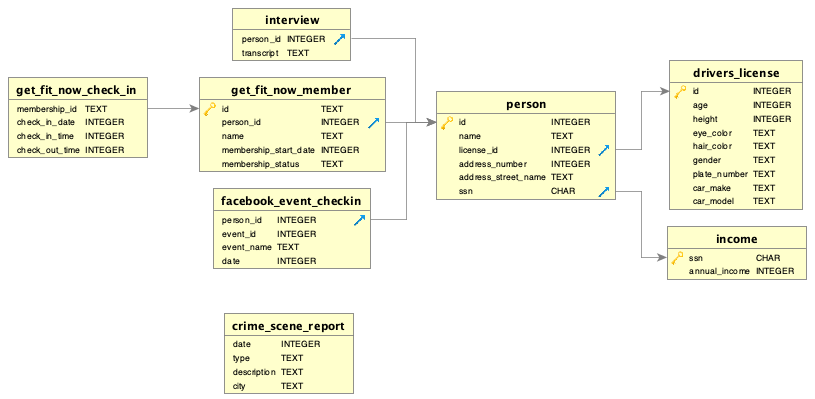 interview
person_id INTEGER
transcript TEXT
get_fit_now_check_in
membership_id TEXT
check_in_date INTEGER
check_in_time INTEGER
check_out_time INTEGER
get_fit_now_member
id TEXT
person_id INTEGER
name TEXT
membership_start_date INTEGER
membership_status TEXT
facebook_event_checkin
person_id INTEGER
event_id INTEGER
event_name TEXT
date INTEGER
person
id INTEGER
name TEXT
license_id INTEGER
address_number INTEGER
address_street_name TEXT
ssn CHAR
drivers_license
id INTEGER
age INTEGER
height INTEGER
eye_color TEXT
hair_color TEXT
gender TEXT
plate_number TEXT
car_make TEXT
car_model TEXT
income
ssn CHAR
annual_income INTEGER
crime_scene_report
date INTEGER
type TEXT
description TEXT
city TEXT